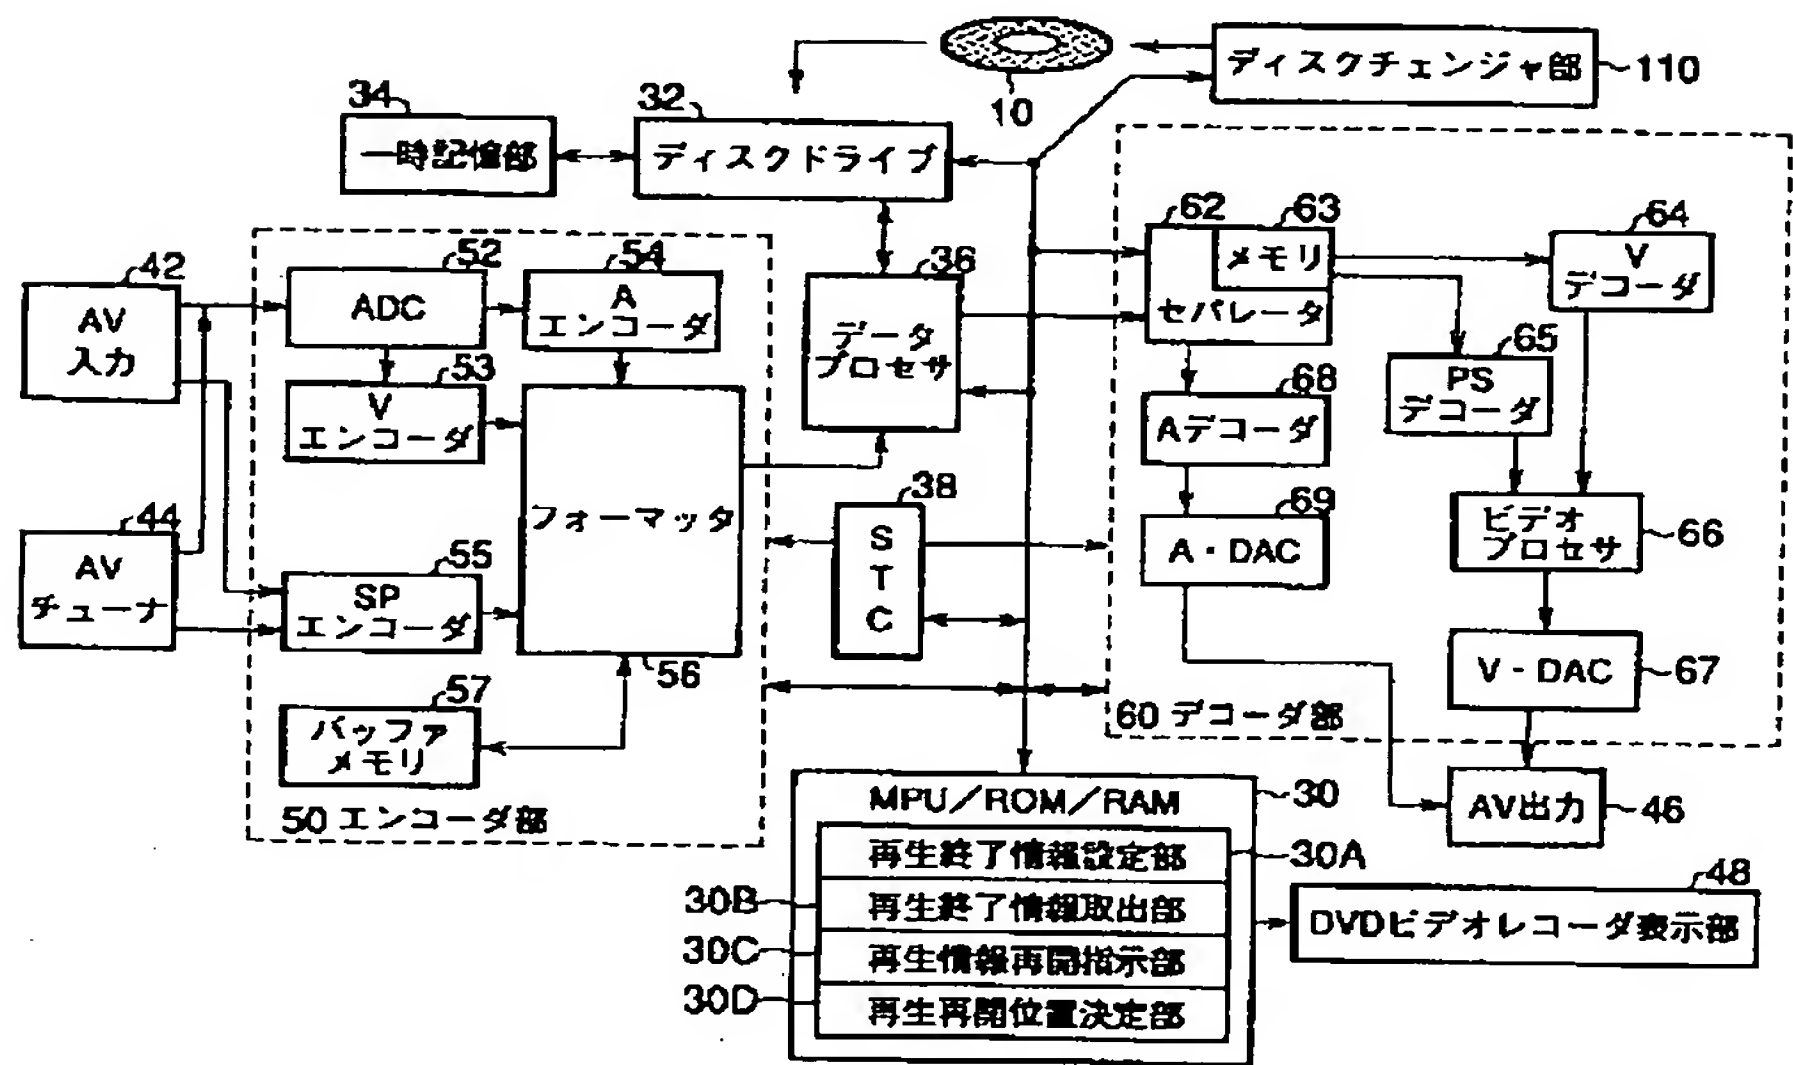 10
ディスクチェンジャ部
110
34
一時記憶部
32
ディスクドライブ
42
AV
入力
44
AV
チューナ
52
ADC
54
A
エンコーダ
53
V
エンコーダ
55
SP
エンコーダ
フォーマッタ
56
57
バッファ
メモリ
50 エンコーダ部
36
データ
プロセサ
38
S
T
C
62
63
メモリ
セパレータ
64
V
デコーダ
65
PS
デコーダ
68
Aデコーダ
69
A・DAC
ビデオ
プロセサ
66
V-DAC
67
60 デコーダ部
AV出力
46
MPU/ROM/RAM
30
再生終了情報設定部
30A
30B
再生終了情報取出部
30C
再生情報再開指示部
30D
再生再開位置決定部
48
DVDビデオレコーダ表示部